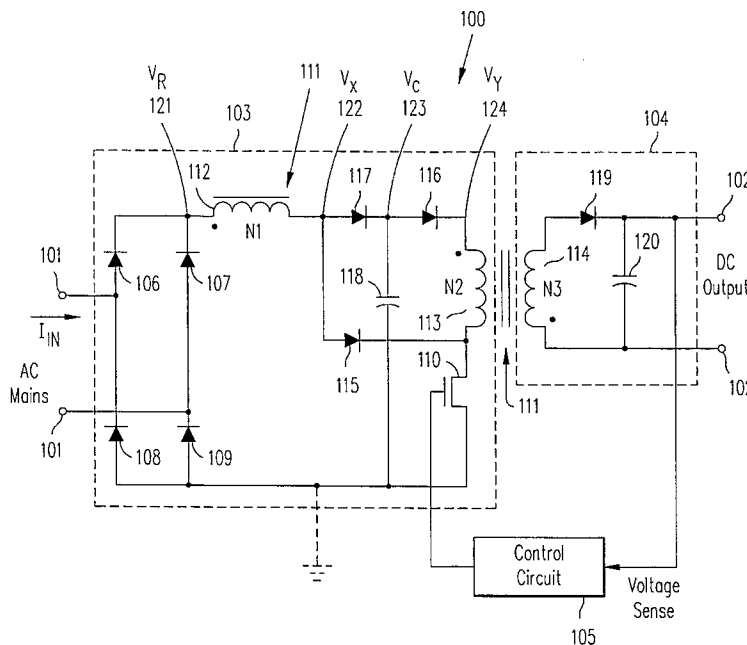 100
V_R
121
111
V_X
122
V_C
123
V_Y
124
103
104
112
N1
117
116
119
102
101
106
107
118
N2
113
114
N3
120
DC
Output
I_IN
115
110
AC
Mains
111
102
101
108
109
Control
Circuit
Voltage
Sense
105